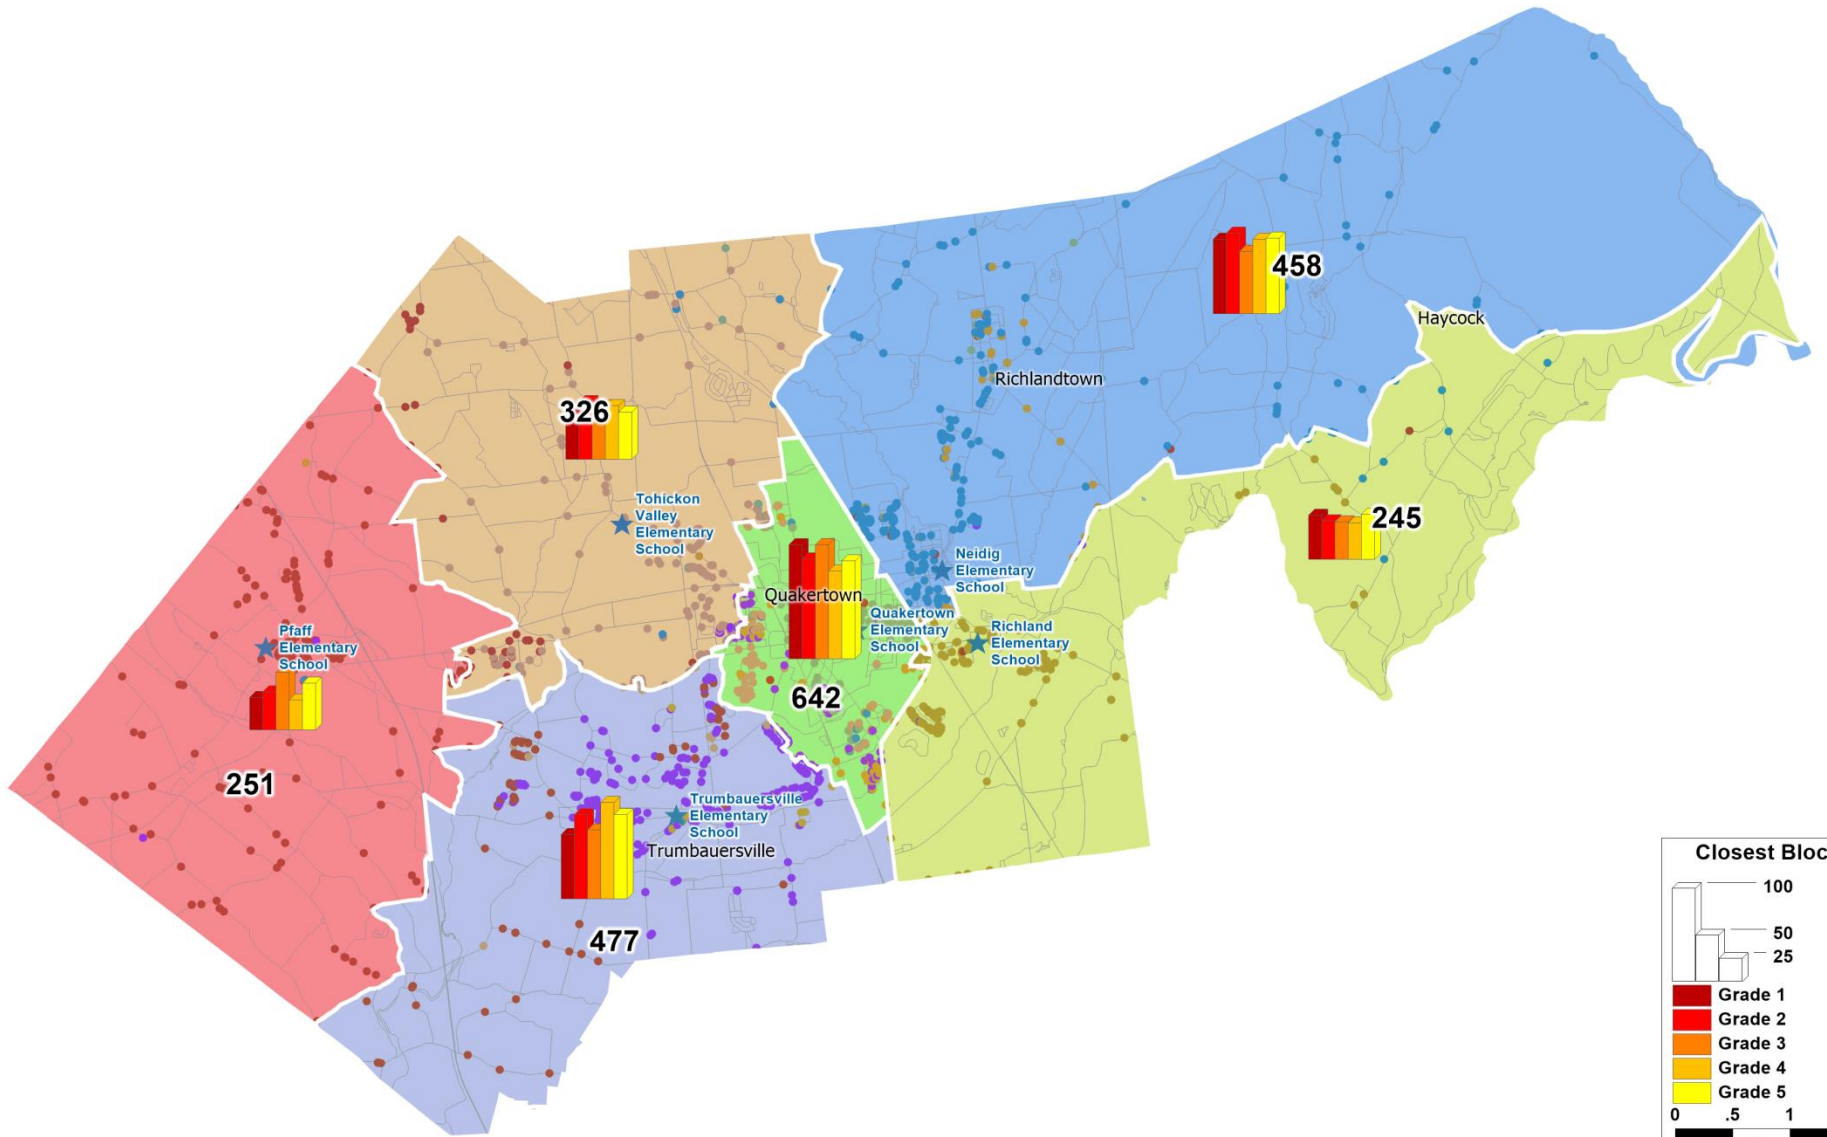 458
Haycock
Richlandtown
326
Tohickon
Valley
Elementary
School
245
Neidig
Elementary
School
Quakertown
Quakertown
Elementary
School
Richland
Elementary
School
Pfaff
Elementary
School
642
251
Trumbauersville
Elementary
School
Trumbauersville
477
Closest Bloc
100
50
25
Grade 1
Grade 2
Grade 3
Grade 4
Grade 5
0 .5 1